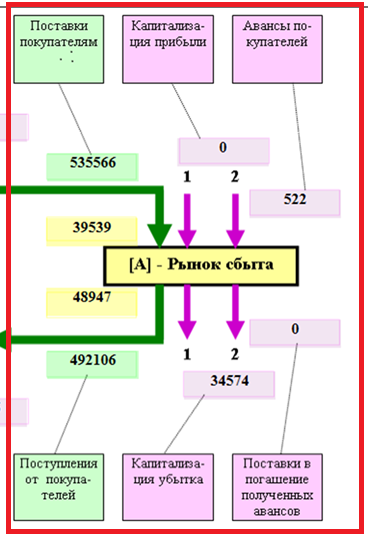 Поставки
покупателям
Капитализа-
ция прибыли
Авансы по-
купателей
535566
0
1
2
522
39539
[A] - Рынок сбыта
48947
0
492106
1
2
34574
Поступления
от покупа-
телей
Капитализа-
ция убытка
Поставки в
погашение
полученных
авансов